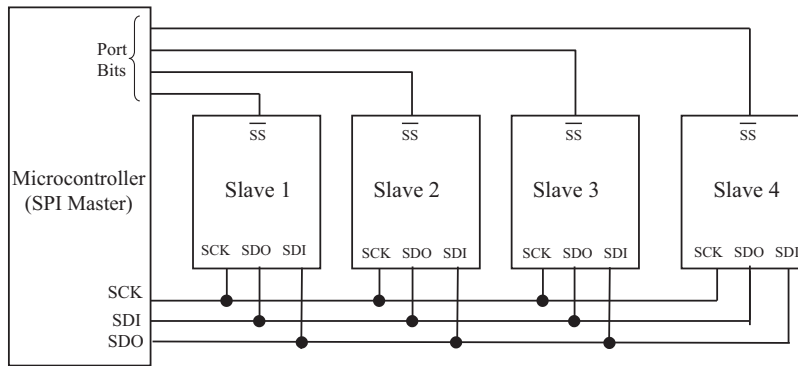 Port
Bits
SS
SS
SS
SS
Microcontroller
(SPI Master)
Slave 1
Slave 2
Slave 3
Slave 4
SCK SDO SDI
SCK SDO SDI
SCK SDO SDI
SCK SDO SDI
SCK
SDI
SDO